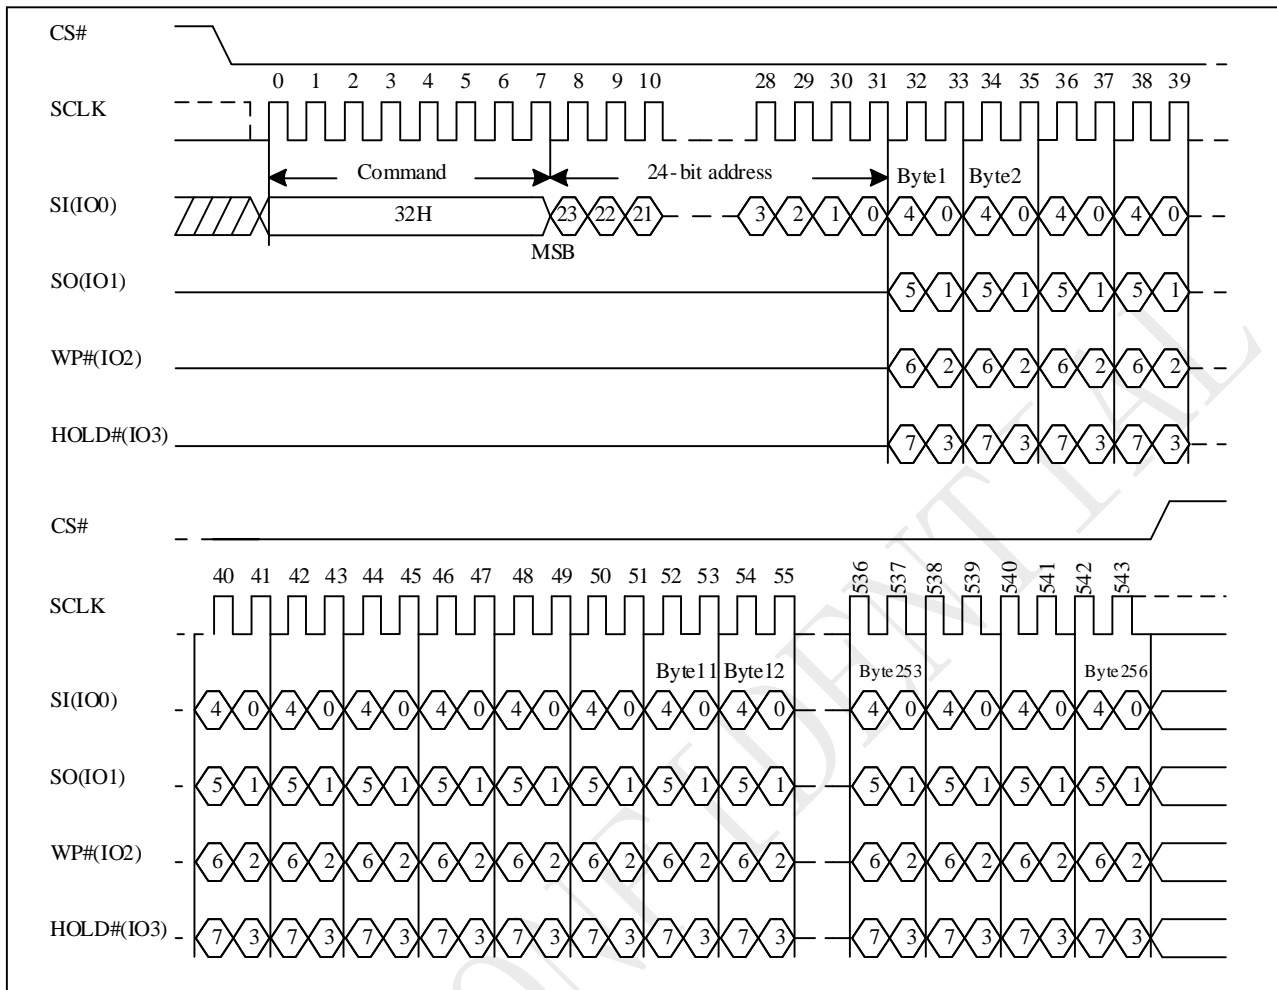 CS#
0 1 2 3 4 5 6 7 8 9 10 28 29 30 31 32 33 34 35 36 37 38 39
SCLK
Command 24-bit address Byte1 Byte2
SI(IO0) 32H 23 22 21 3 2 1 0 4 0 4 0 4 0 4 0
MSB
SO(IO1) 5 1 5 1 5 1 5 1
WP#(IO2) 6 2 6 2 6 2 6 2
HOLD#(IO3) 7 3 7 3 7 3 7 3
CS#
40 41 42 43 44 45 46 47 48 49 50 51 52 53 54 55 536 537 538 539 540 541 542 543
SCLK
Byte11 Byte12 Byte253 Byte256
SI(IO0) 4 0 4 0 4 0 4 0 4 0 4 0 4 0 4 0 4 0 4 0 4 0 4 0
SO(IO1) 5 1 5 1 5 1 5 1 5 1 5 1 5 1 5 1 5 1 5 1 5 1 5 1
WP#(IO2) 6 2 6 2 6 2 6 2 6 2 6 2 6 2 6 2 6 2 6 2 6 2 6 2
HOLD#(IO3) 7 3 7 3 7 3 7 3 7 3 7 3 7 3 7 3 7 3 7 3 7 3 7 3
ONFIDENTIAL